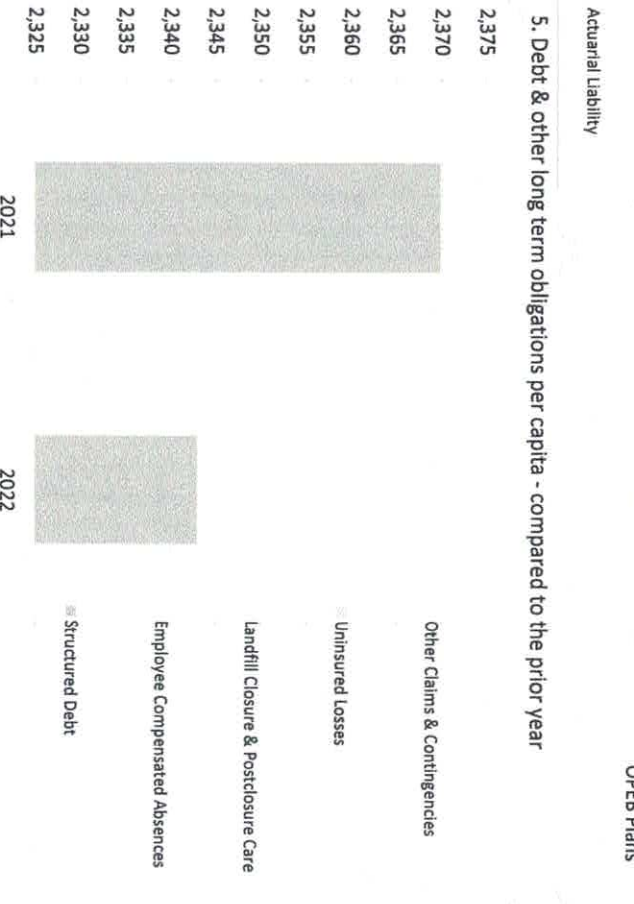 OPEB Plans
Actuarial Liability
5. Debt & other long term obligations per capita - compared to the prior year
2,375
2,370
2,365
2,360
2,355
2,350
2,345
2,340
2,335
2,330
2,325
2021
2022
Other Claims & Contingencies
Uninsured Losses
Landfill Closure & Postclosure Care
Employee Compensated Absences
Structured Debt